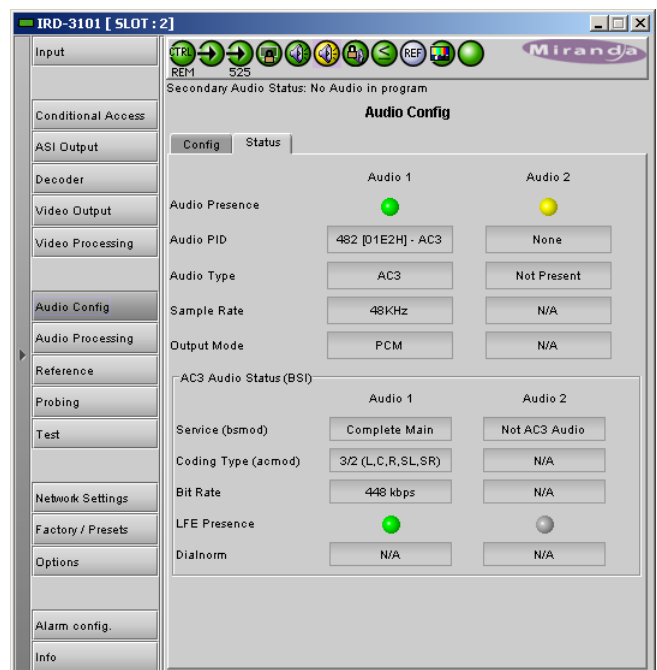 IRD-3101 [ SLOT : 2]
Input
Conditional Access
ASI Output
Decoder
Video Output
Video Processing
Audio Config
Audio Processing
Reference
Probing
Test
Network Settings
Factory / Presets
Options
Alarm config.
Info
CTRL REF Miranda
REM 525
Secondary Audio Status: No Audio in program
Audio Config
Config Status
Audio 1 Audio 2
Audio Presence
Audio PID 482 [01E2H] - AC3 None
Audio Type AC3 Not Present
Sample Rate 48KHz N/A
Output Mode PCM N/A
AC3 Audio Status (BSI)
Audio 1 Audio 2
Service (bsmod) Complete Main Not AC3 Audio
Coding Type (acmod) 3/2 (L,C,R,SL,SR) N/A
Bit Rate 448 kbps N/A
LFE Presence
Dialnorm N/A N/A